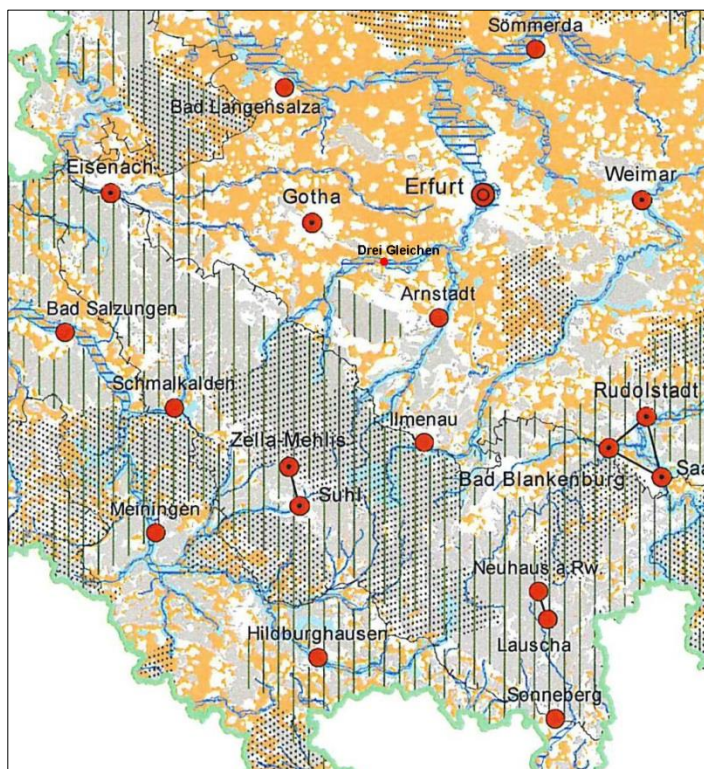 Sömmerda
Bad Langensalza
Eisenach
Gotha
Erfurt
Weimar
Drei Gleichen
Arnstadt
Bad Salzungen
Schmalkalden
Rudolstadt
Ilmenau
Zella-Mehlis
Bad Blankenburg
Saa
Suhl
Meiningen
Neuhaus a.Rw.
Hildburghausen
Lauscha
Sonneberg